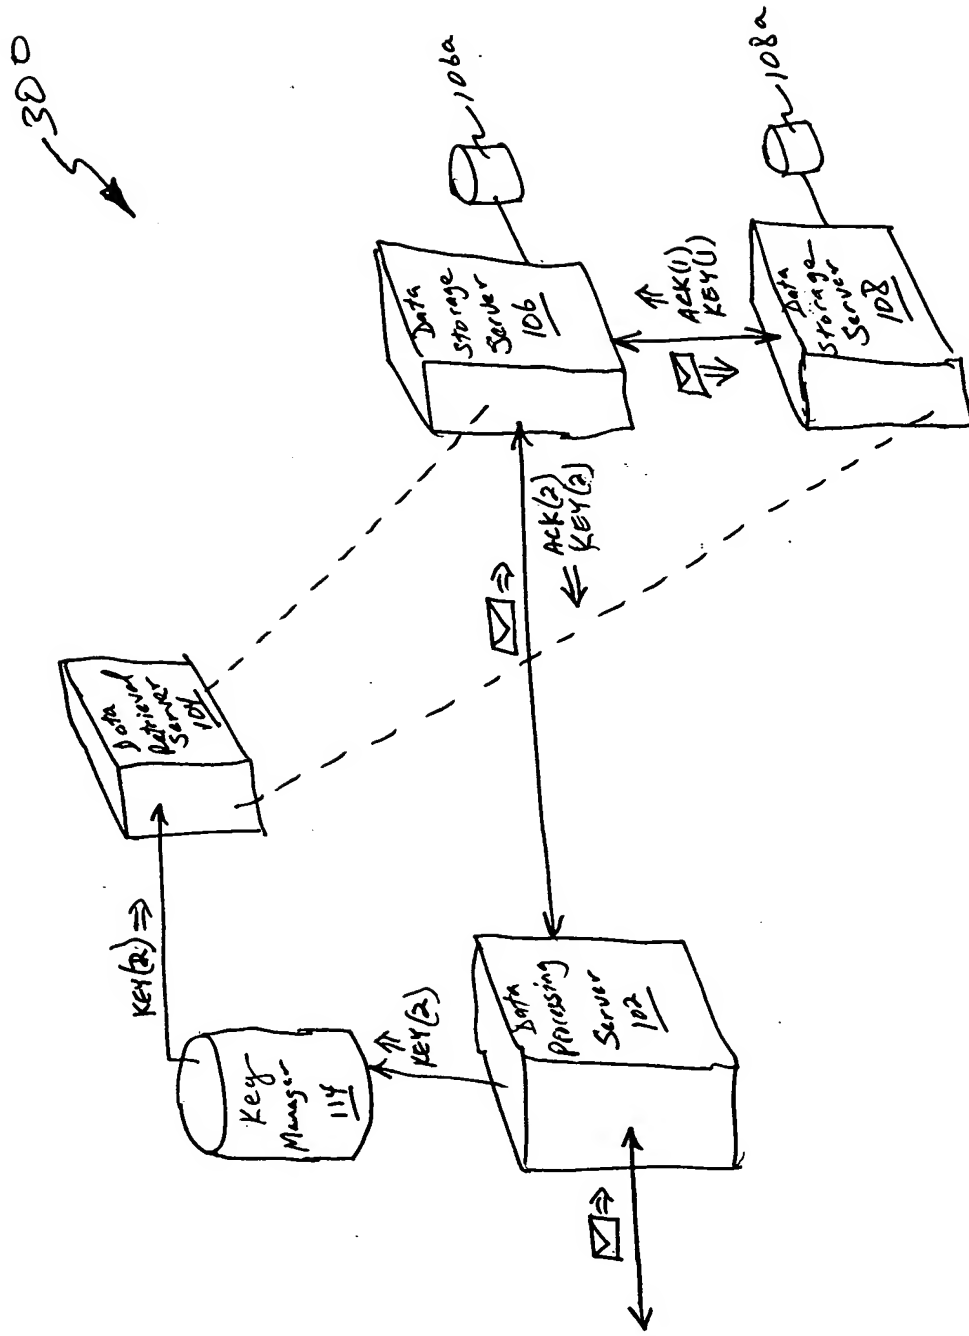 300
106a
108a
Data
Storage
Server
106
ACK(1)
KEY(1)
Data
Storage
Server
108
ACK(2)
KEY(2)
Data
Retrieval
Server
104
KEY(2)
Key
Manager
114
KEY(2)
Data
Processing
Server
102